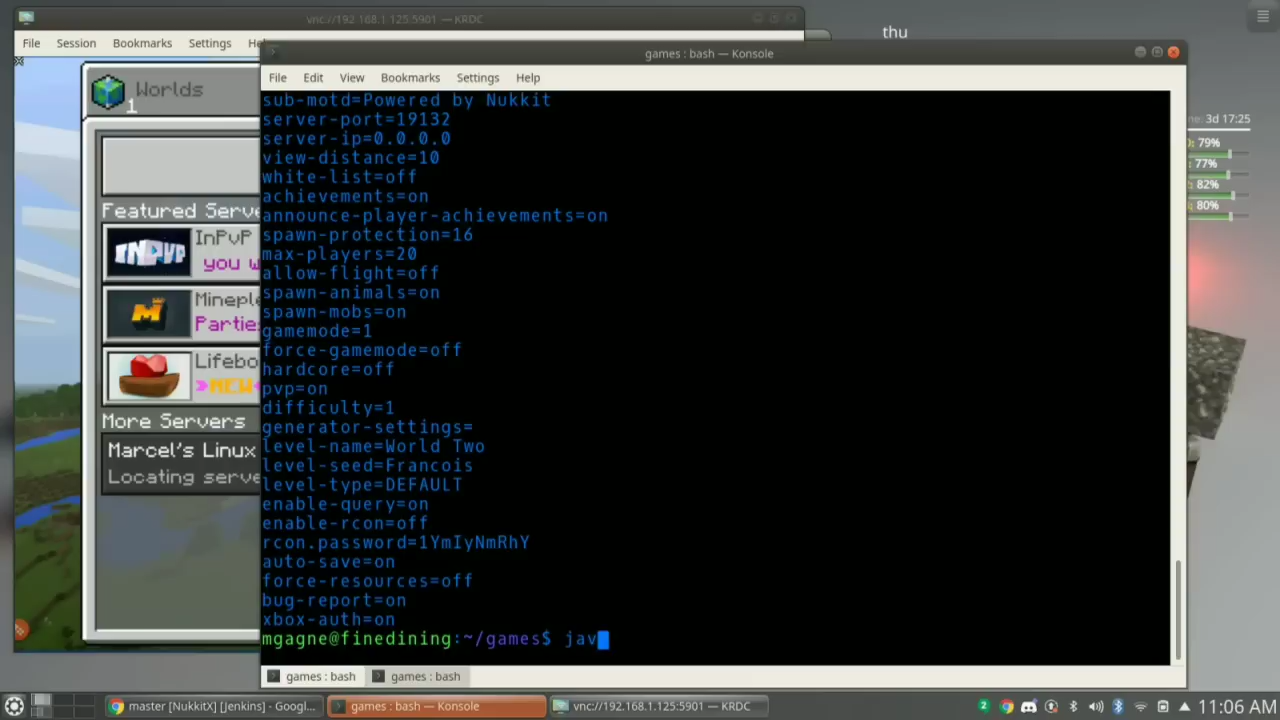 vnc://192.168.1.125:5901 — KRDC
thu
File Session Bookmarks Settings Help
games : bash — Konsole
File Edit View Bookmarks Settings Help
Worlds
1
Featured Serve
InPvP
you w
Minepl
Partie
Lifebo
»NEW
More Servers
Marcel's Linux
Locating serve
sub-motd=Powered by Nukkit
server-port=19132
server-ip=0.0.0.0
view-distance=10
white-list=off
achievements=on
announce-player-achievements=on
spawn-protection=16
max-players=20
allow-flight=off
spawn-animals=on
spawn-mobs=on
gamemode=1
force-gamemode=off
hardcore=off
pvp=on
difficulty=1
generator-settings=
level-name=World Two
level-seed=Francois
level-type=DEFAULT
enable-query=on
enable-rcon=off
rcon.password=1YmIyNmRhY
auto-save=on
force-resources=off
bug-report=on
xbox-auth=on
mgagne@finedining:~/games$ jav
ne: 3d 17:25
79%
77%
82%
80%
games : bash games : bash
master [NukkitX] [Jenkins] - Googl...
games : bash — Konsole
vnc://192.168.1.125:5901 — KRDC
11:06 AM